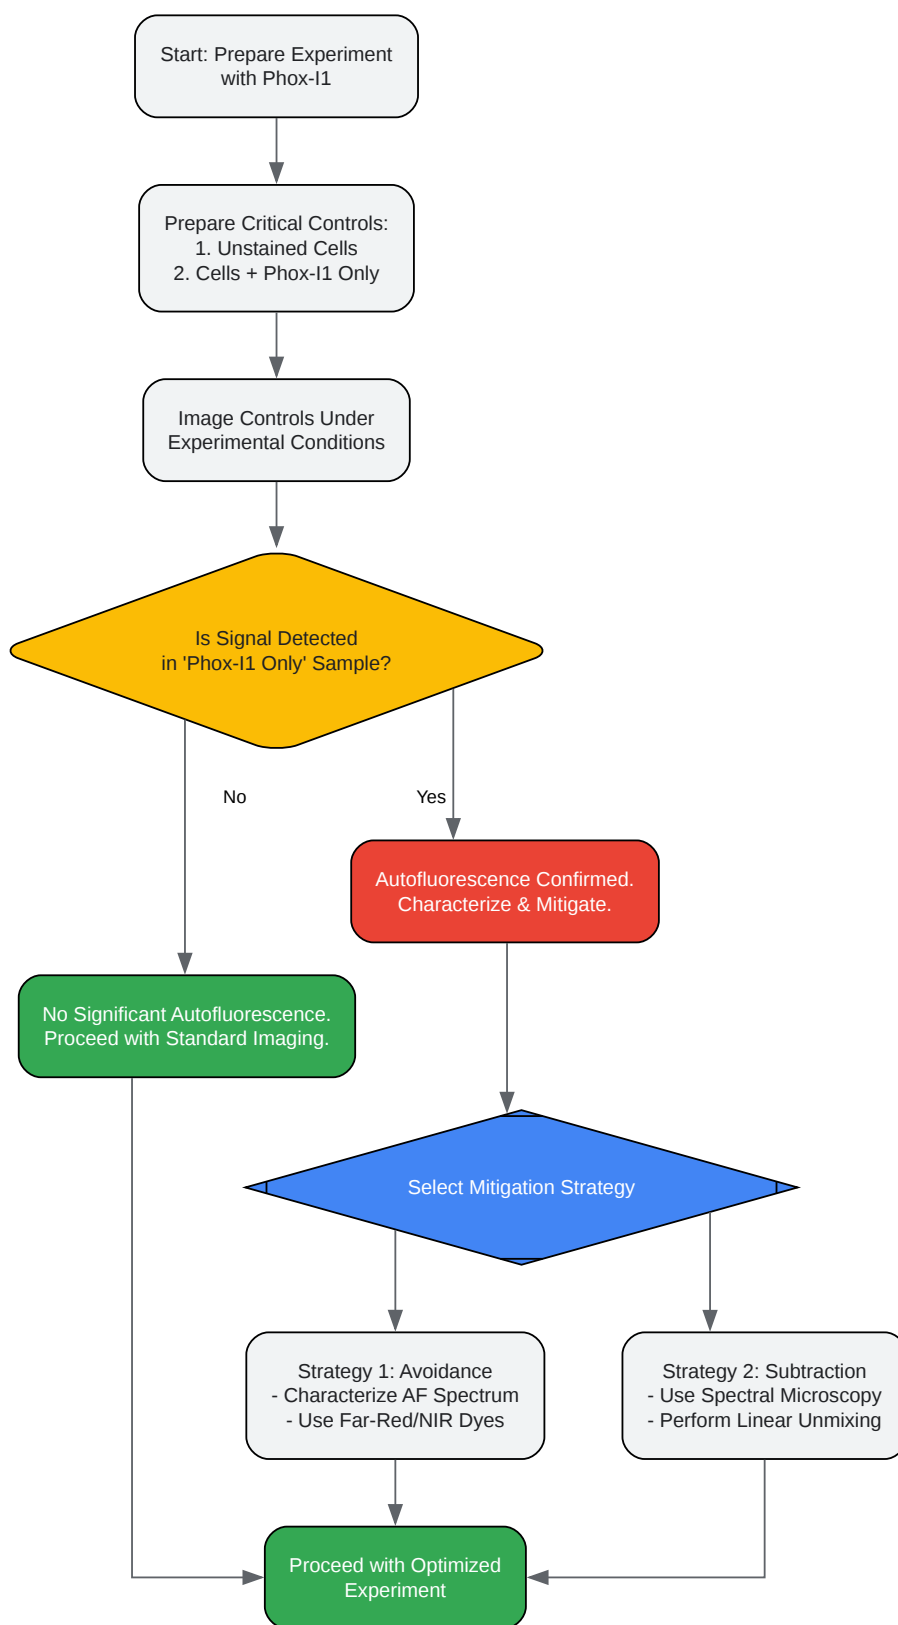 Start: Prepare Experiment
with Phox-I1
Prepare Critical Controls:
1. Unstained Cells
2. Cells + Phox-I1 Only
Image Controls Under
Experimental Conditions
Is Signal Detected
in 'Phox-I1 Only' Sample?
No
Yes
Autofluorescence Confirmed.
Characterize & Mitigate.
No Significant Autofluorescence.
Proceed with Standard Imaging.
Select Mitigation Strategy
Strategy 1: Avoidance
- Characterize AF Spectrum
- Use Far-Red/NIR Dyes
Strategy 2: Subtraction
- Use Spectral Microscopy
- Perform Linear Unmixing
Proceed with Optimized
Experiment